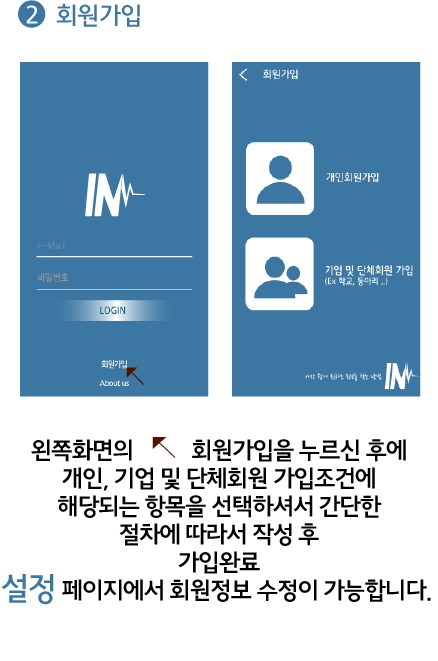 2 회원가입
IN
E-Mail
비밀번호
LOGIN
회원가입
About us
회원가입
개인회원가입
기업 및 단체회원 가입
(Ex 학교, 동아리 ..)
IN
왼쪽화면의 회원가입을 누르신 후에
개인, 기업 및 단체회원 가입조건에
해당되는 항목을 선택하셔서 간단한
절차에 따라서 작성 후
가입완료
설정 페이지에서 회원정보 수정이 가능합니다.